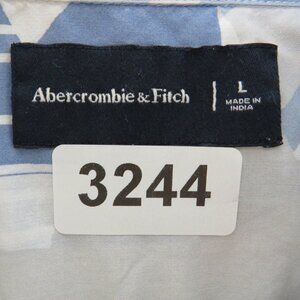 Abercrombie & Fitch
L
MADE IN
INDIA
3244